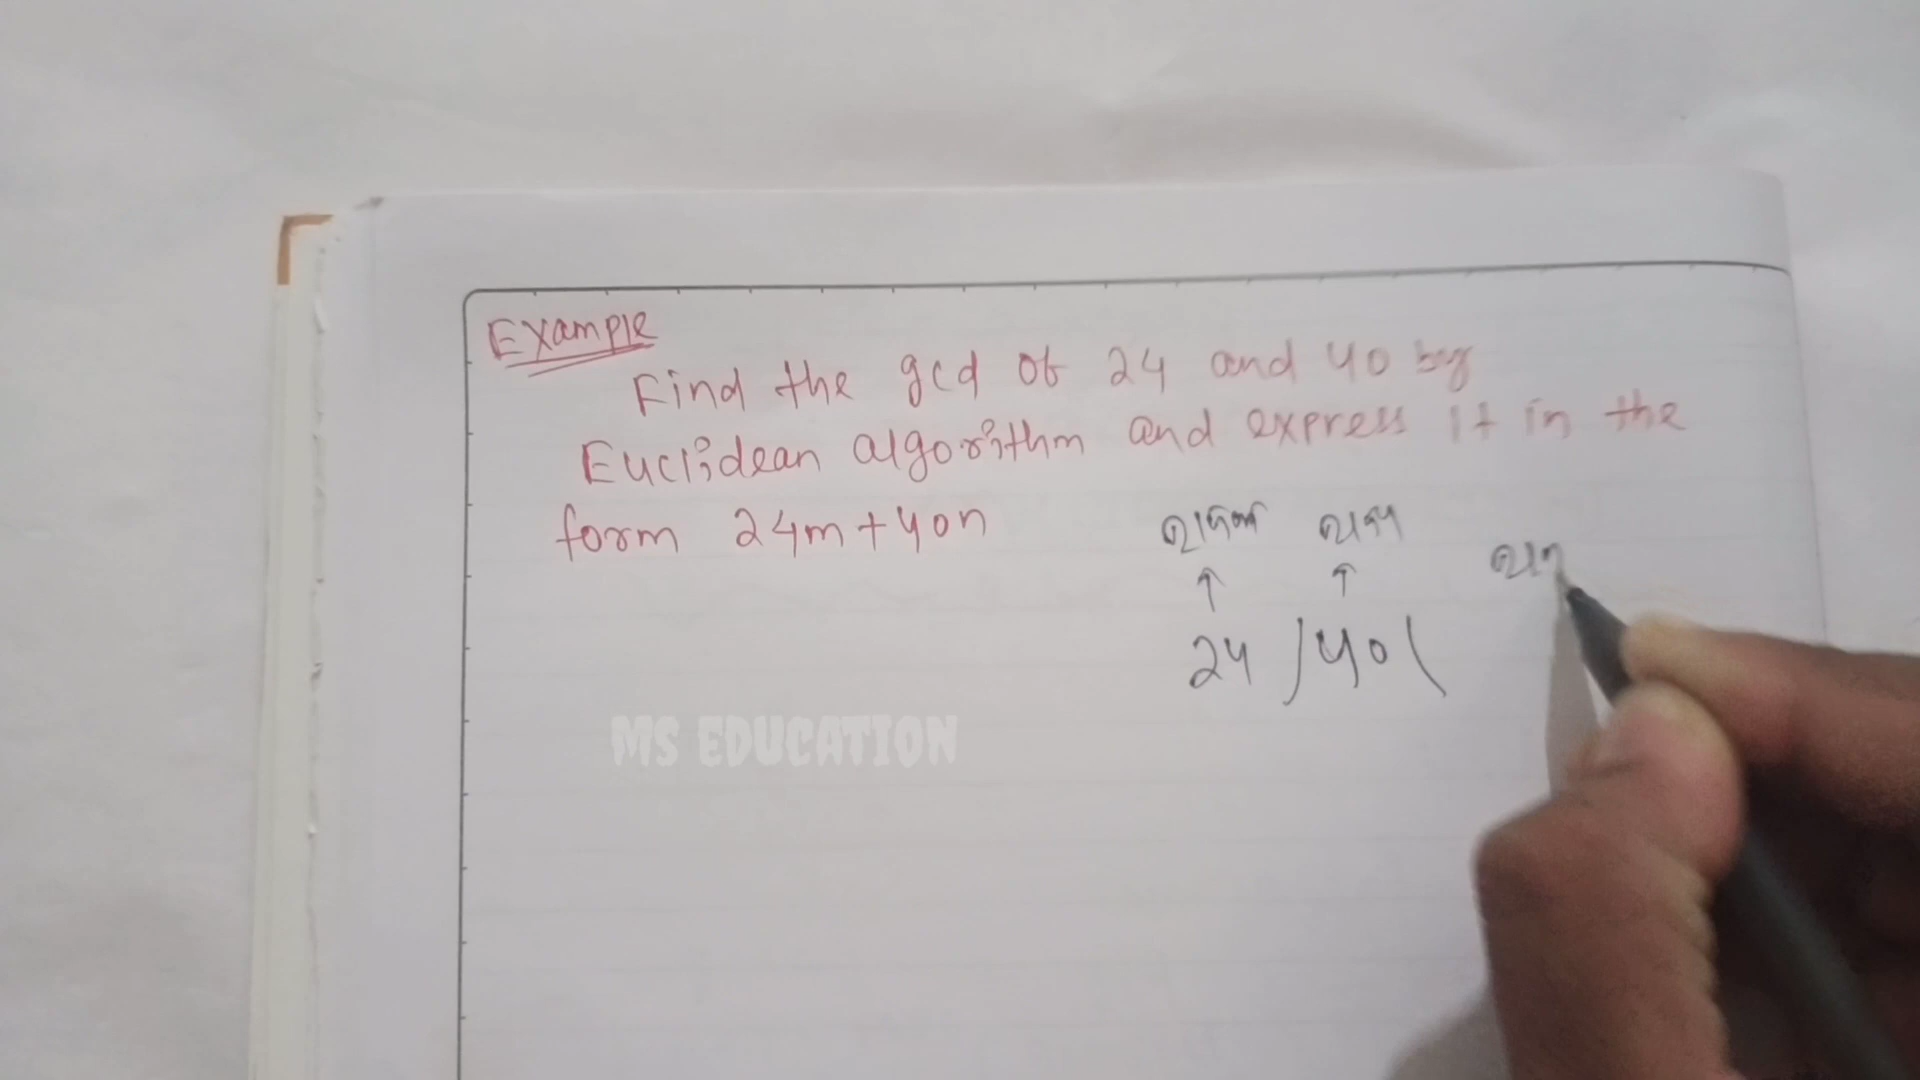 Example
Find the gcd of 24 and 40 by
Euclidean algorithm and express it in the
form 24m + 40n
24 ) 40 (
MS EDUCATION